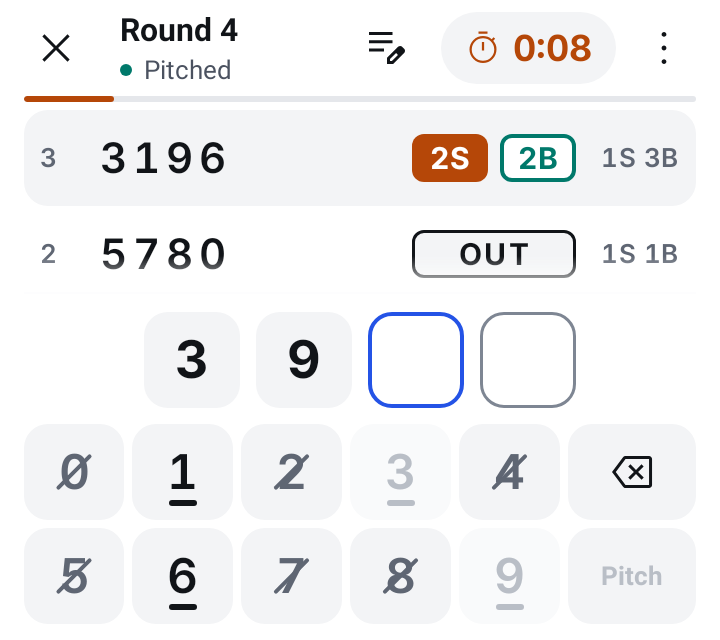 Round 4
Pitched
0:08
3 3196 2S 2B 1S 3B
2 5780 OUT 1S 1B
3 9
0 1 2 3 4
5 6 7 8 9 Pitch